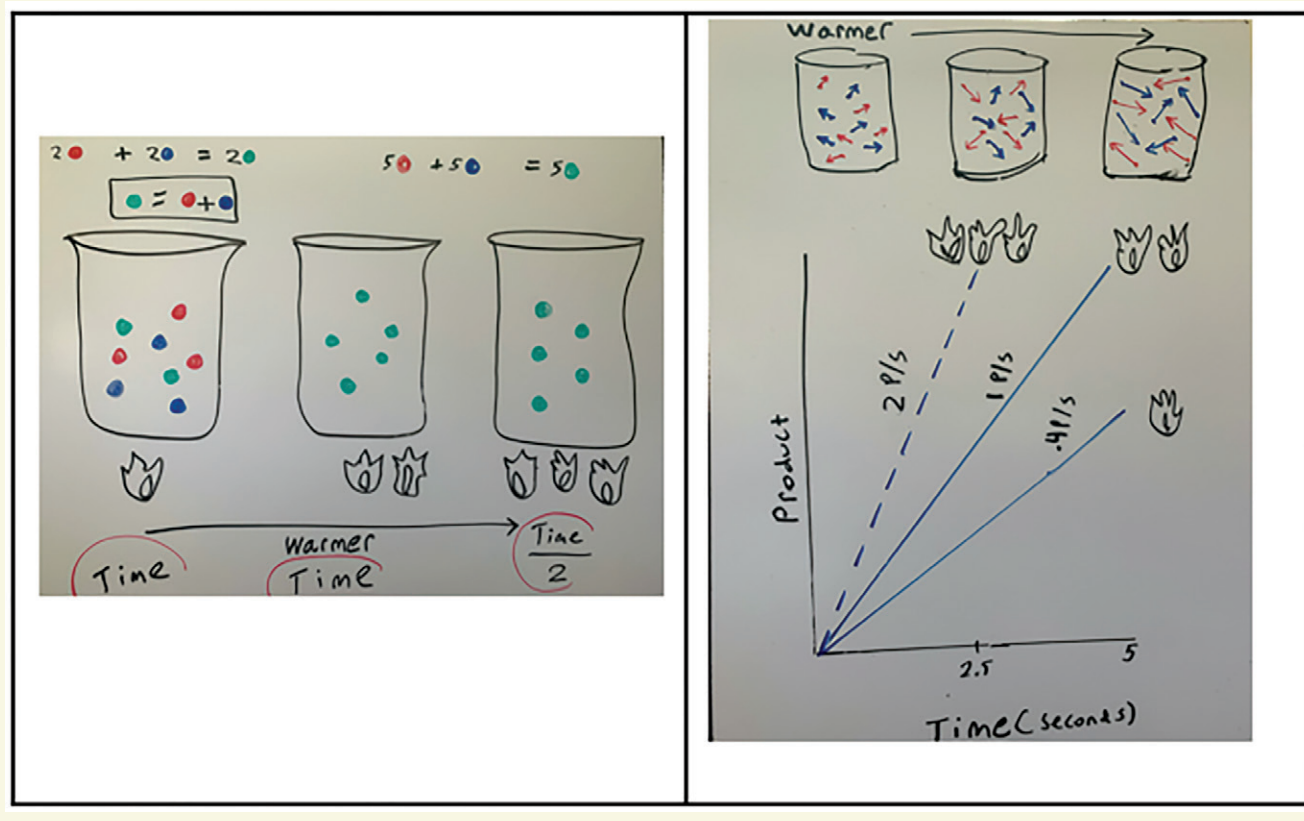 2 + 2 = 2
5 + 5 = 5
= +
Warmer
Time
Time
Time
2
Warmer
2 P/s
1 P/s
.4P/s
Product
2.5
5
Time (seconds)